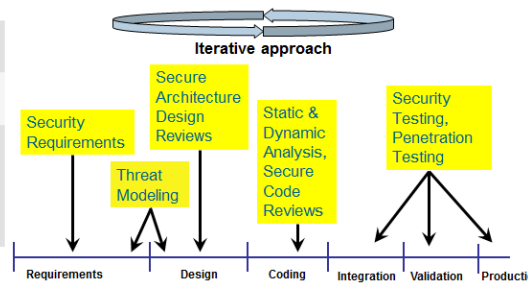 Iterative approach
Security
Requirements
Threat
Modeling
Secure
Architecture
Design
Reviews
Static &
Dynamic
Analysis,
Secure
Code
Reviews
Security
Testing,
Penetration
Testing
Requirements
Design
Coding
Integration
Validation
Producti